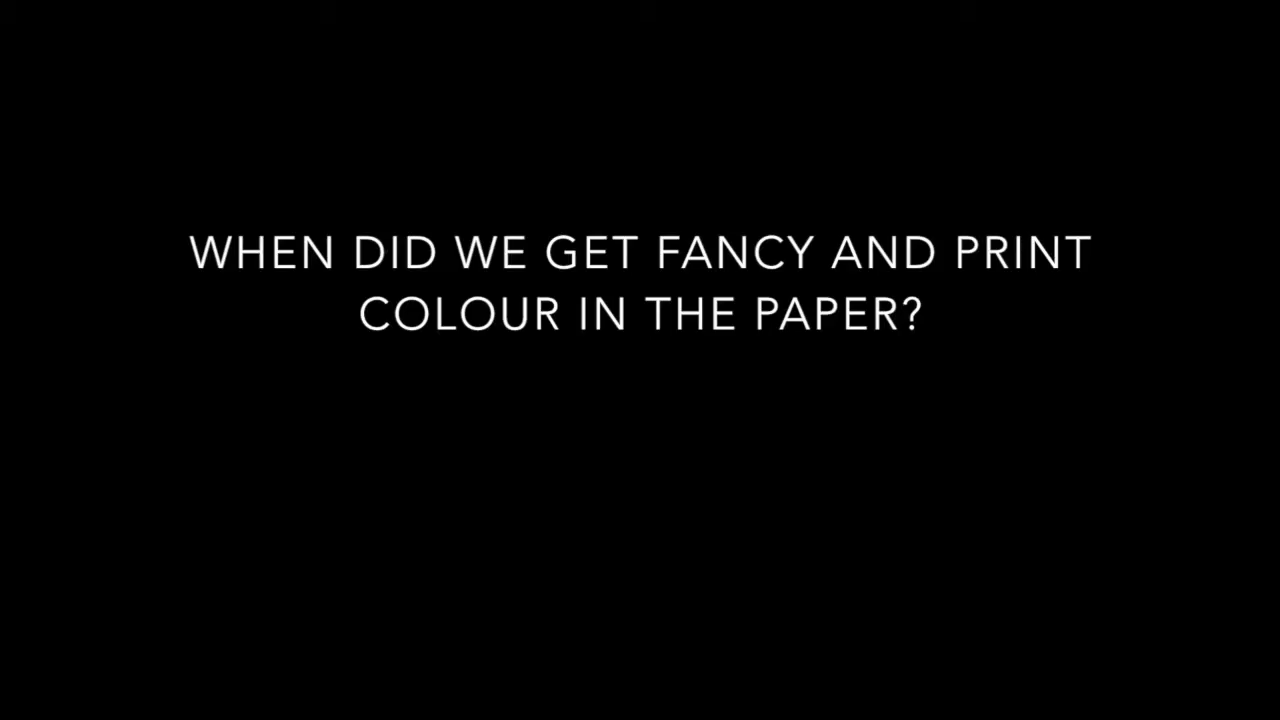 WHEN DID WE GET FANCY AND PRINT
COLOUR IN THE PAPER?